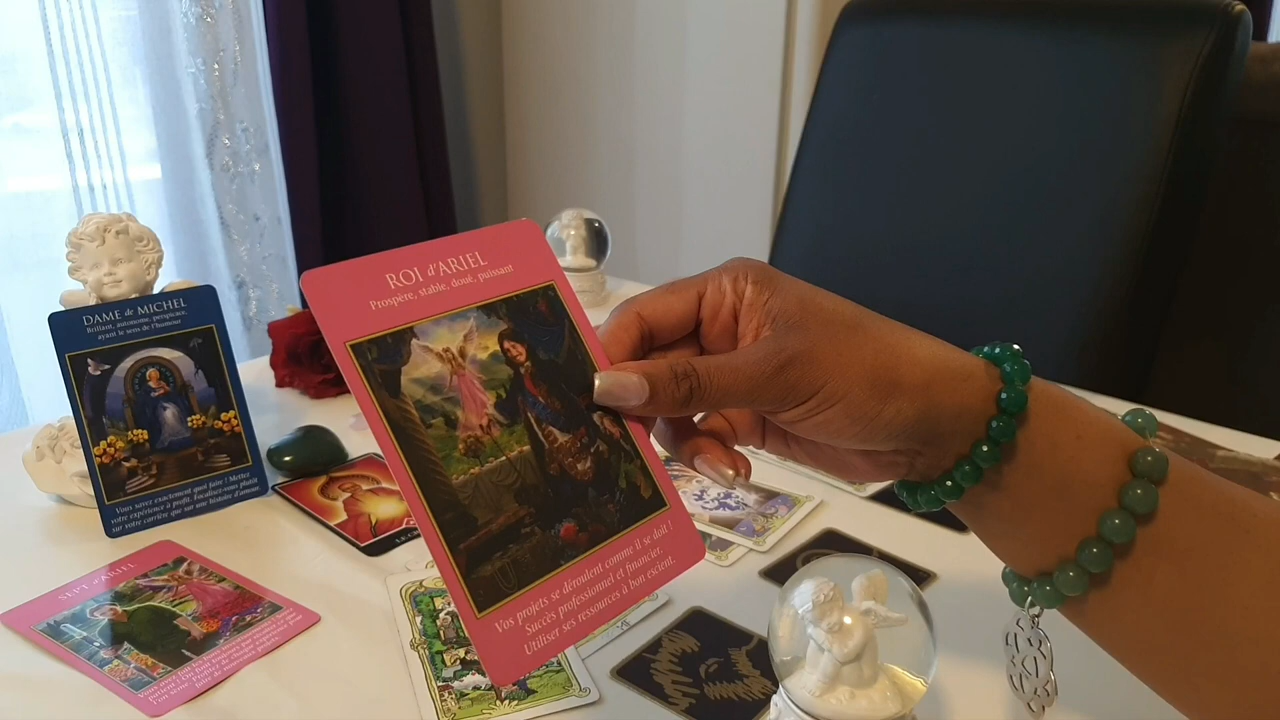 ROI d'ARIEL
Prospère, stable, doué, puissant
Vos projets se déroulent comme il se doit !
Succès professionnel et financier.
Utiliser ses ressources à bon escient.
DAME de MICHEL
Brillant, autonome, perspicace,
ayant le sens de l'humour
Vous savez exactement quoi faire ! Mettez
votre expérience à profit. Focalisez-vous plutôt
sur votre carrière que sur une histoire d'amour.
SEPT d'ARIEL